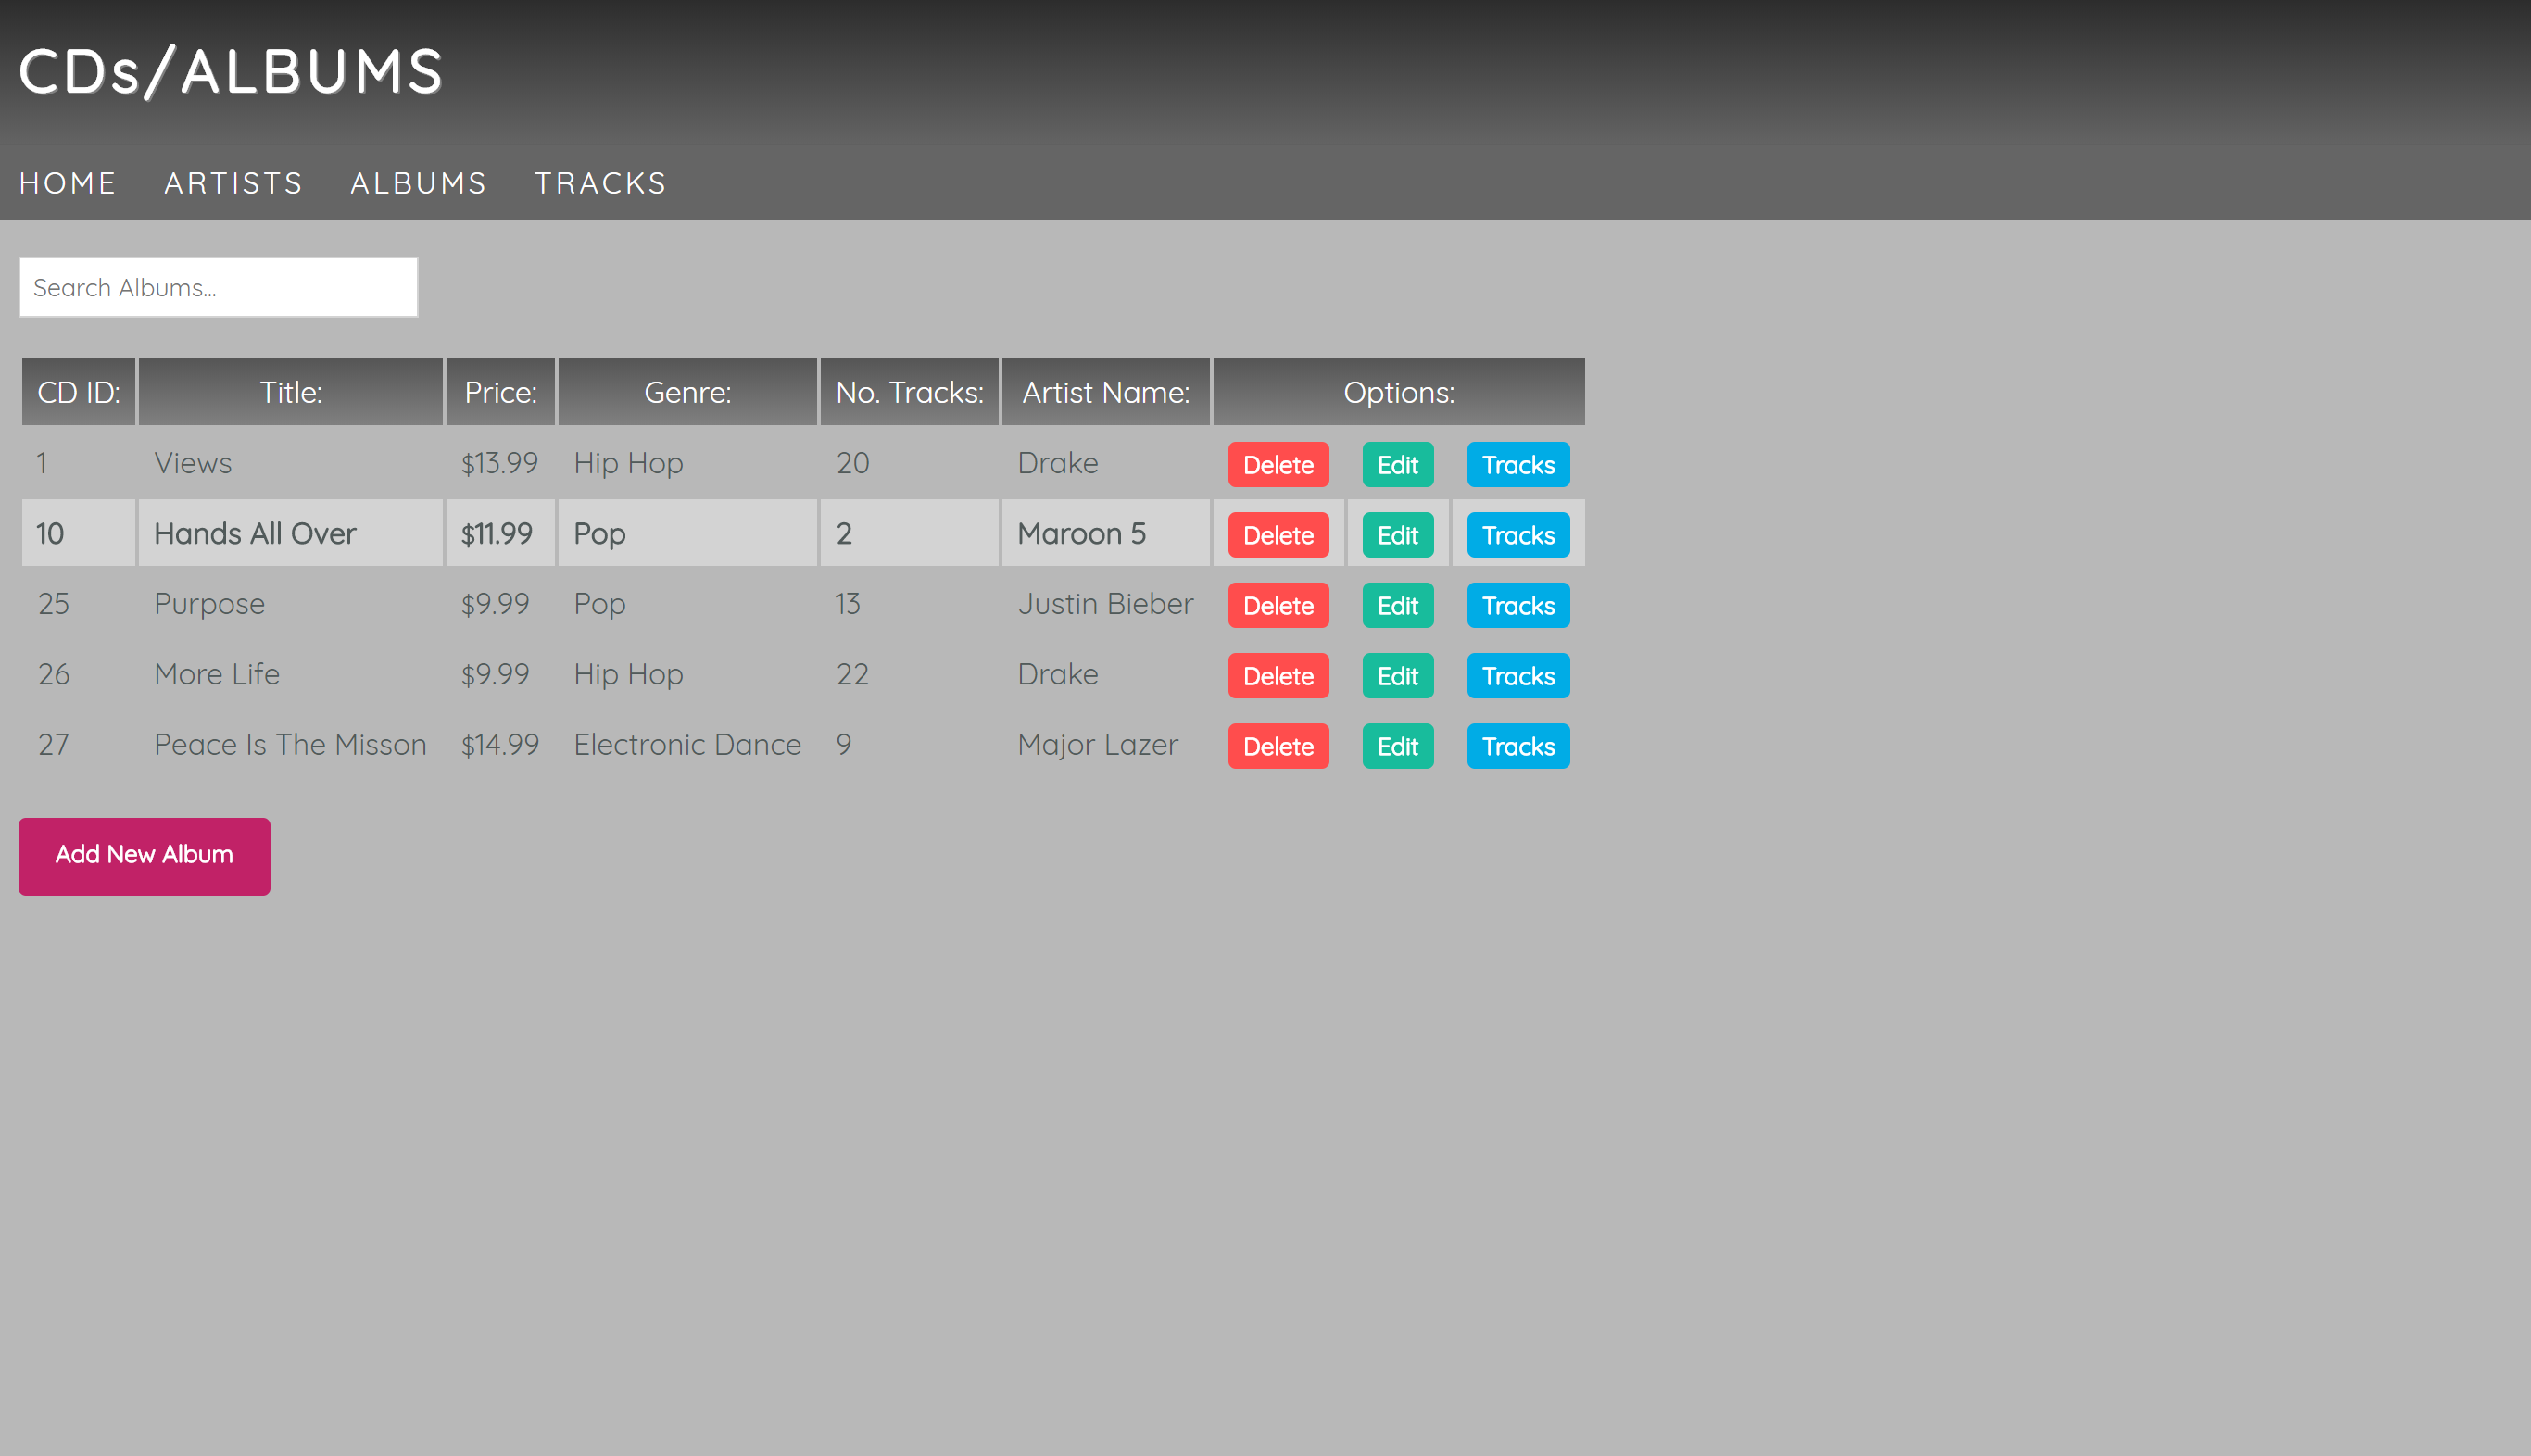 CDs/ALBUMS
HOME ARTISTS ALBUMS TRACKS
Search Albums...
CD ID: Title: Price: Genre: No. Tracks: Artist Name: Options:
1 Views $13.99 Hip Hop 20 Drake Delete Edit Tracks
10 Hands All Over $11.99 Pop 2 Maroon 5 Delete Edit Tracks
25 Purpose $9.99 Pop 13 Justin Bieber Delete Edit Tracks
26 More Life $9.99 Hip Hop 22 Drake Delete Edit Tracks
27 Peace Is The Misson $14.99 Electronic Dance 9 Major Lazer Delete Edit Tracks
Add New Album